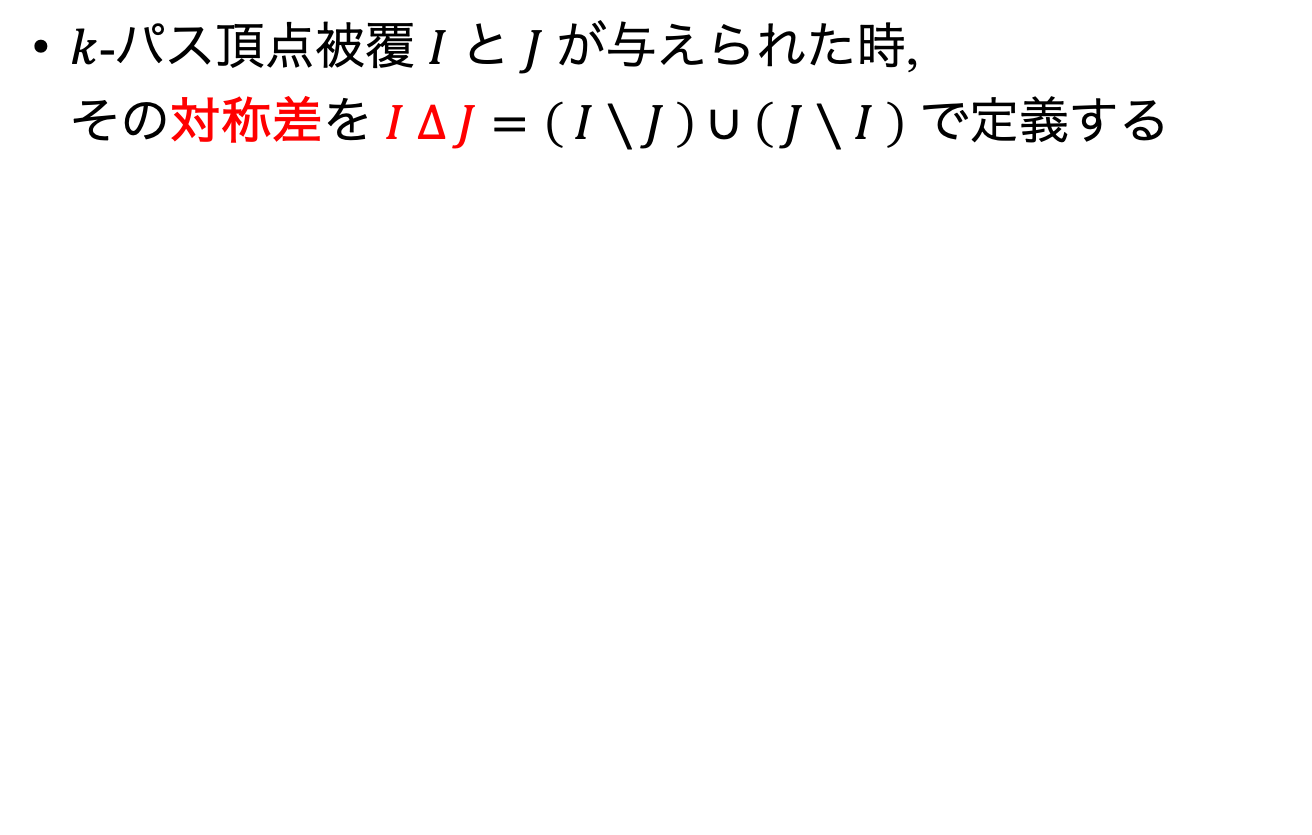 • k-パス頂点被覆 I と J が与えられた時,
その対称差を I Δ J = ( I \ J ) ∪ ( J \ I ) で定義する